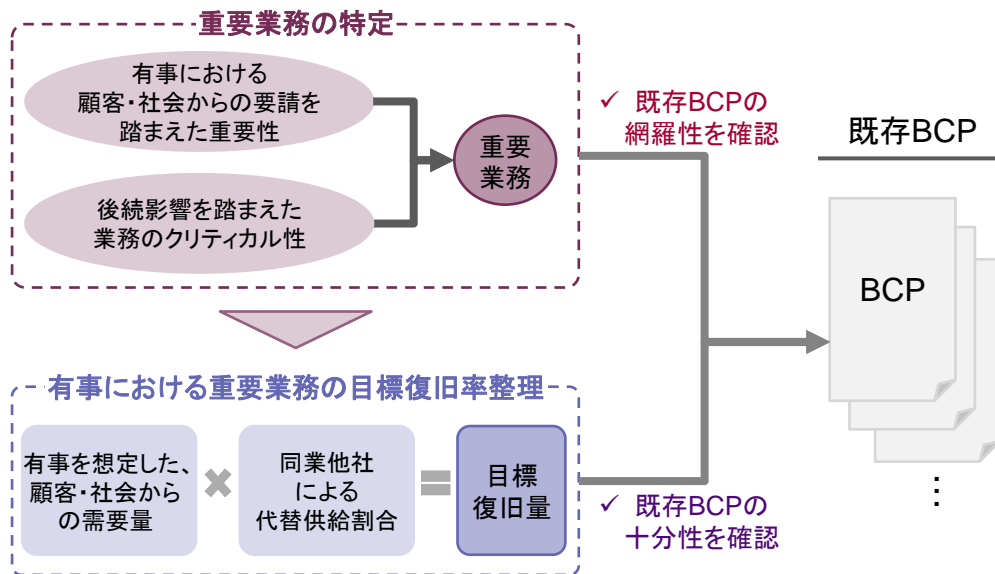 重要業務の特定
有事における
顧客・社会からの要請を
踏まえた重要性
後続影響を踏まえた
業務のクリティカル性
重要
業務
✓ 既存BCPの
網羅性を確認
既存BCP
BCP
⋮
有事における重要業務の目標復旧率整理
有事を想定した、
顧客・社会から
の需要量
×
同業他社
による
代替供給割合
=
目標
復旧量
✓ 既存BCPの
十分性を確認